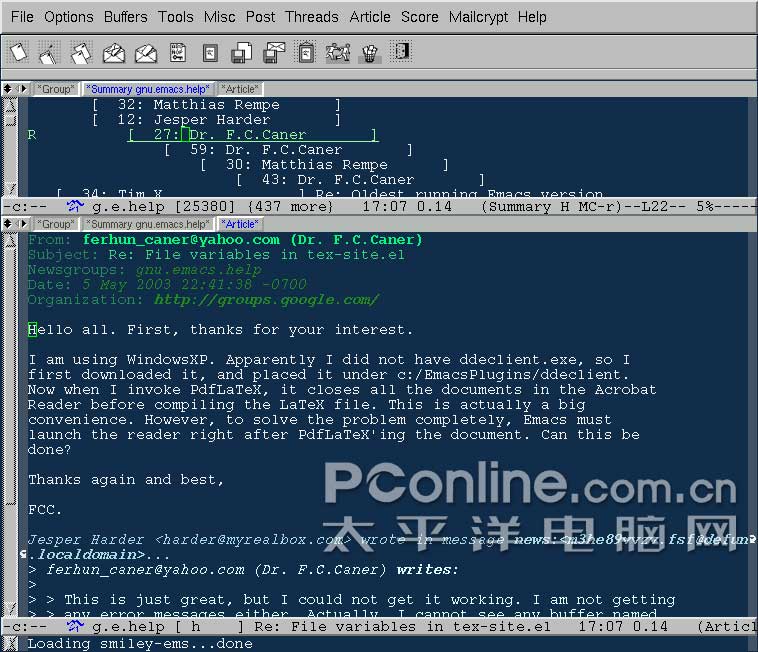 File Options Buffers Tools Misc Post Threads Article Score Mailcrypt Help
*Group* *Summary gnu.emacs.help* *Article*
[ 32: Matthias Rempe ]
[ 12: Jesper Harder ]
R [ 27: Dr. F.C.Caner ]
[ 59: Dr. F.C.Caner ]
[ 30: Matthias Rempe ]
[ 43: Dr. F.C.Caner ]
[ 34: Tim X ] Re: Oldest running Emacs version
-c:-- g.e.help [25380] {437 more} 17:07 0.14 (Summary H MC-r)--L22-- 5%-----
*Group* *Summary gnu.emacs.help* *Article*
From: ferhun_caner@yahoo.com (Dr. F.C.Caner)
Subject: Re: File variables in tex-site.el
Newsgroups: gnu.emacs.help
Date: 5 May 2003 22:41:38 -0700
Organization: http://groups.google.com/
Hello all. First, thanks for your interest.
I am using WindowsXP. Apparently I did not have ddeclient.exe, so I
first downloaded it, and placed it under c:/EmacsPlugins/ddeclient.
Now when I invoke PdfLaTeX, it closes all the documents in the Acrobat
Reader before compiling the LaTeX file. This is actually a big
convenience. However, to solve the problem completely, Emacs must
launch the reader right after PdfLaTeX'ing the document. Can this be
done?
Thanks again and best,
FCC.
PConline.com.cn
太平洋电脑网
Jesper Harder <harder@myrealbox.com> wrote in message
.localdomain>...
> ferhun_caner@yahoo.com (Dr. F.C.Caner) writes:
>
> > This is just great, but I could not get it working. I am not getting
> > any error messages either. Actually, I cannot see any buffer named
-c:-- g.e.help [ h ] Re: File variables in tex-site.el 17:07 0.14 (Articl
Loading smiley-ems...done